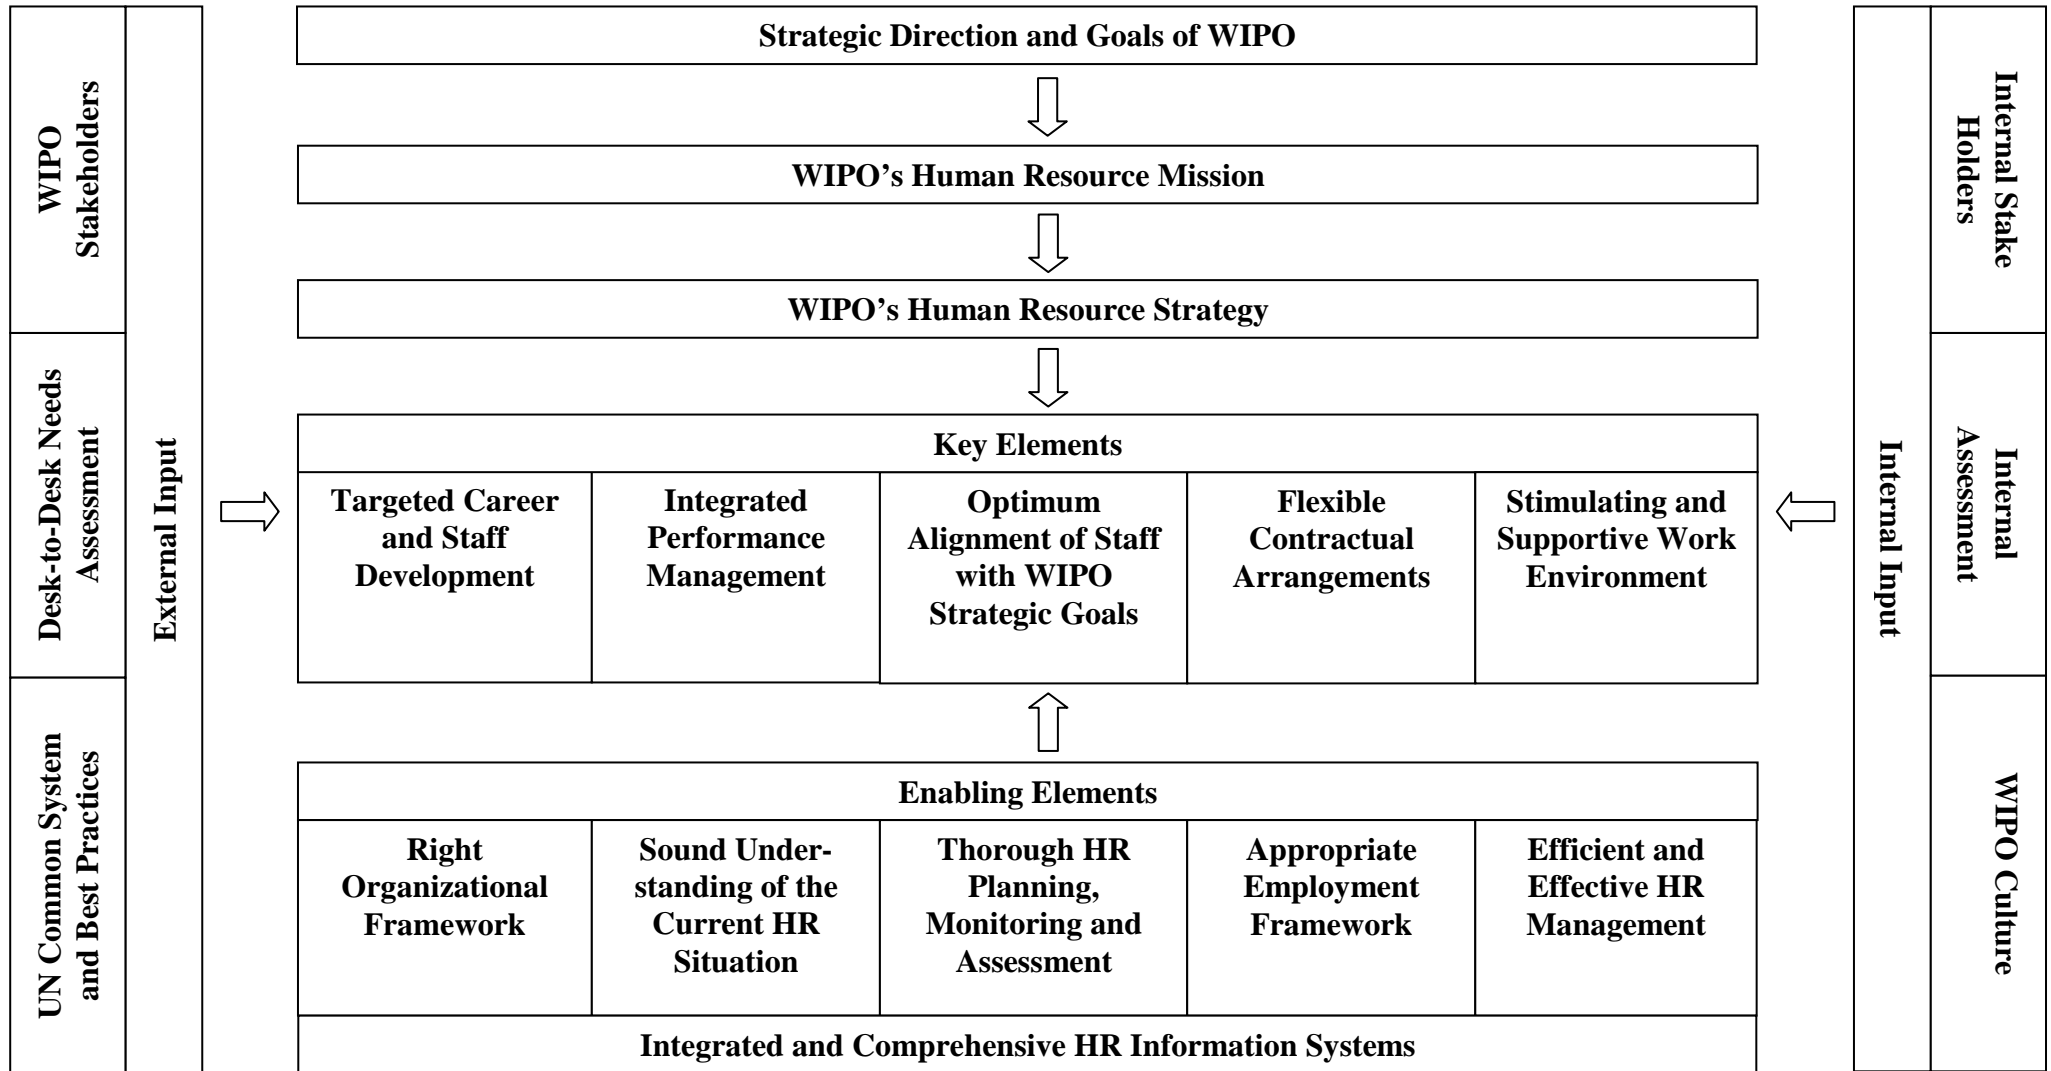 WIPO
Stakeholders
Desk-to-Desk Needs
Assessment
UN Common System
and Best Practices
External Input
Strategic Direction and Goals of WIPO
WIPO’s Human Resource Mission
WIPO’s Human Resource Strategy
Key Elements
Targeted Career
and Staff
Development
Integrated
Performance
Management
Optimum
Alignment of Staff
with WIPO
Strategic Goals
Flexible
Contractual
Arrangements
Stimulating and
Supportive Work
Environment
Enabling Elements
Right
Organizational
Framework
Sound Under-
standing of the
Current HR
Situation
Thorough HR
Planning,
Monitoring and
Assessment
Appropriate
Employment
Framework
Efficient and
Effective HR
Management
Integrated and Comprehensive HR Information Systems
Internal Input
Internal Stake
Holders
Internal
Assessment
WIPO Culture